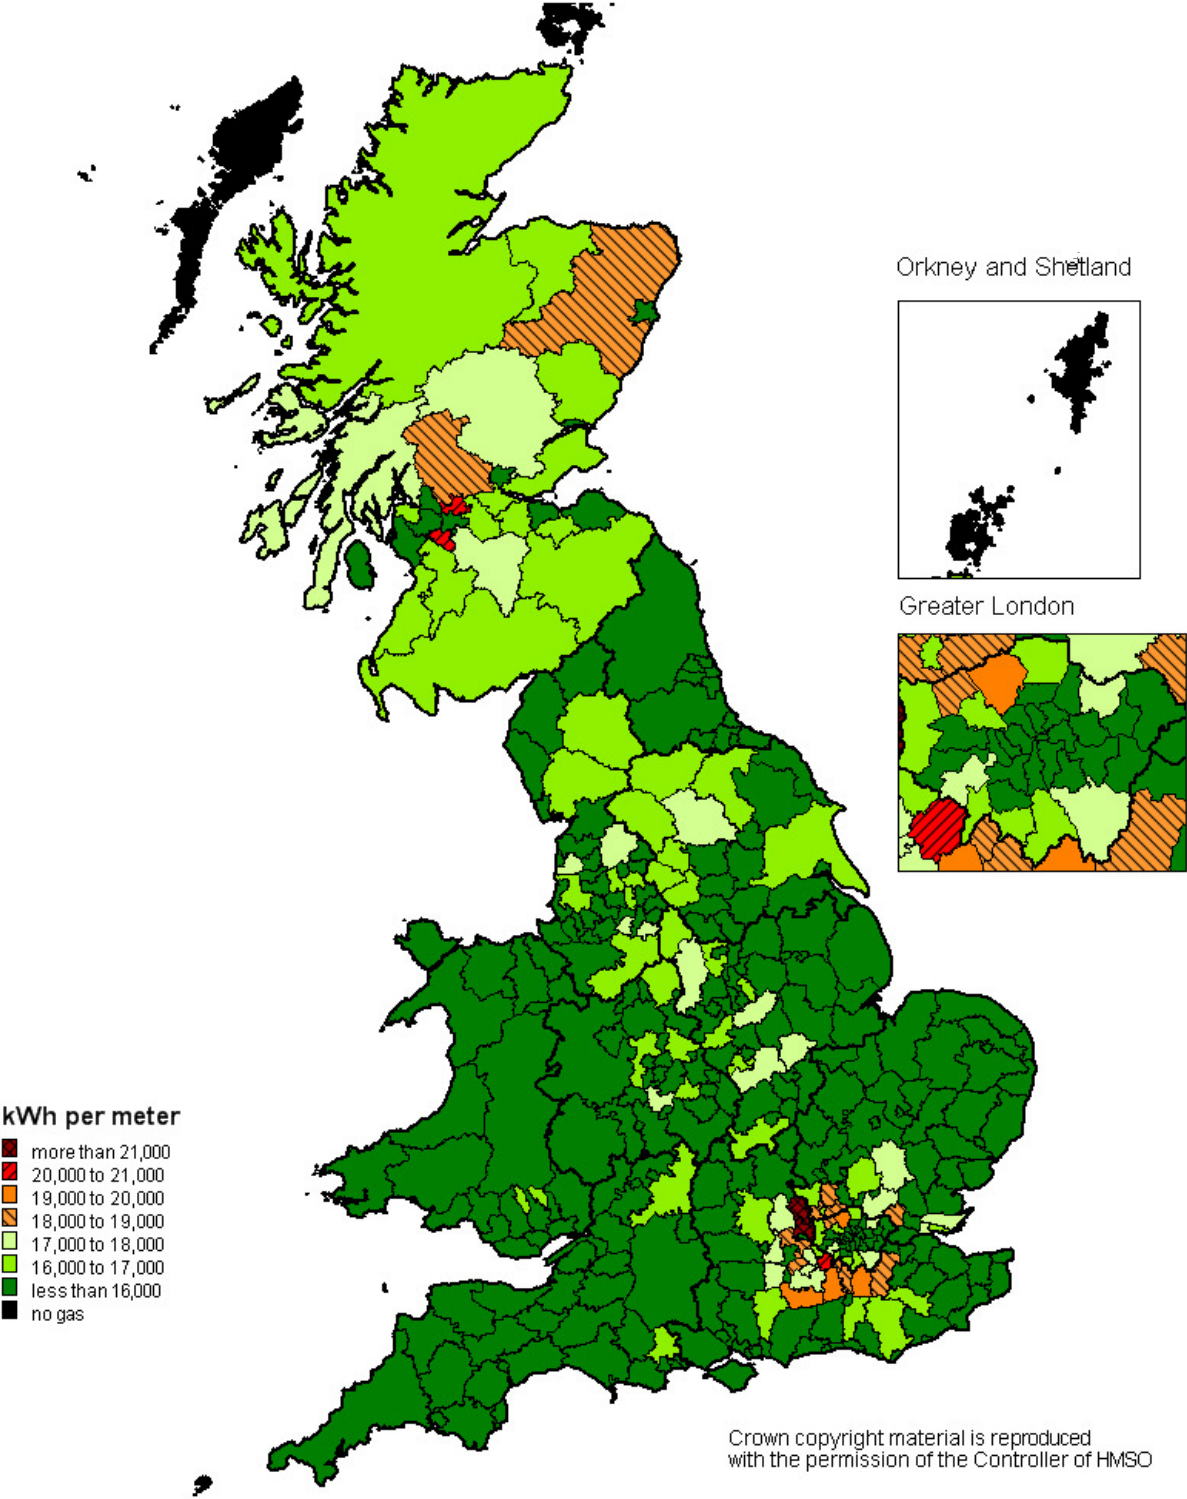 Orkney and Shetland
Greater London
kWh per meter
more than 21,000
20,000 to 21,000
19,000 to 20,000
18,000 to 19,000
17,000 to 18,000
16,000 to 17,000
less than 16,000
no gas
Crown copyright material is reproduced
with the permission of the Controller of HMSO